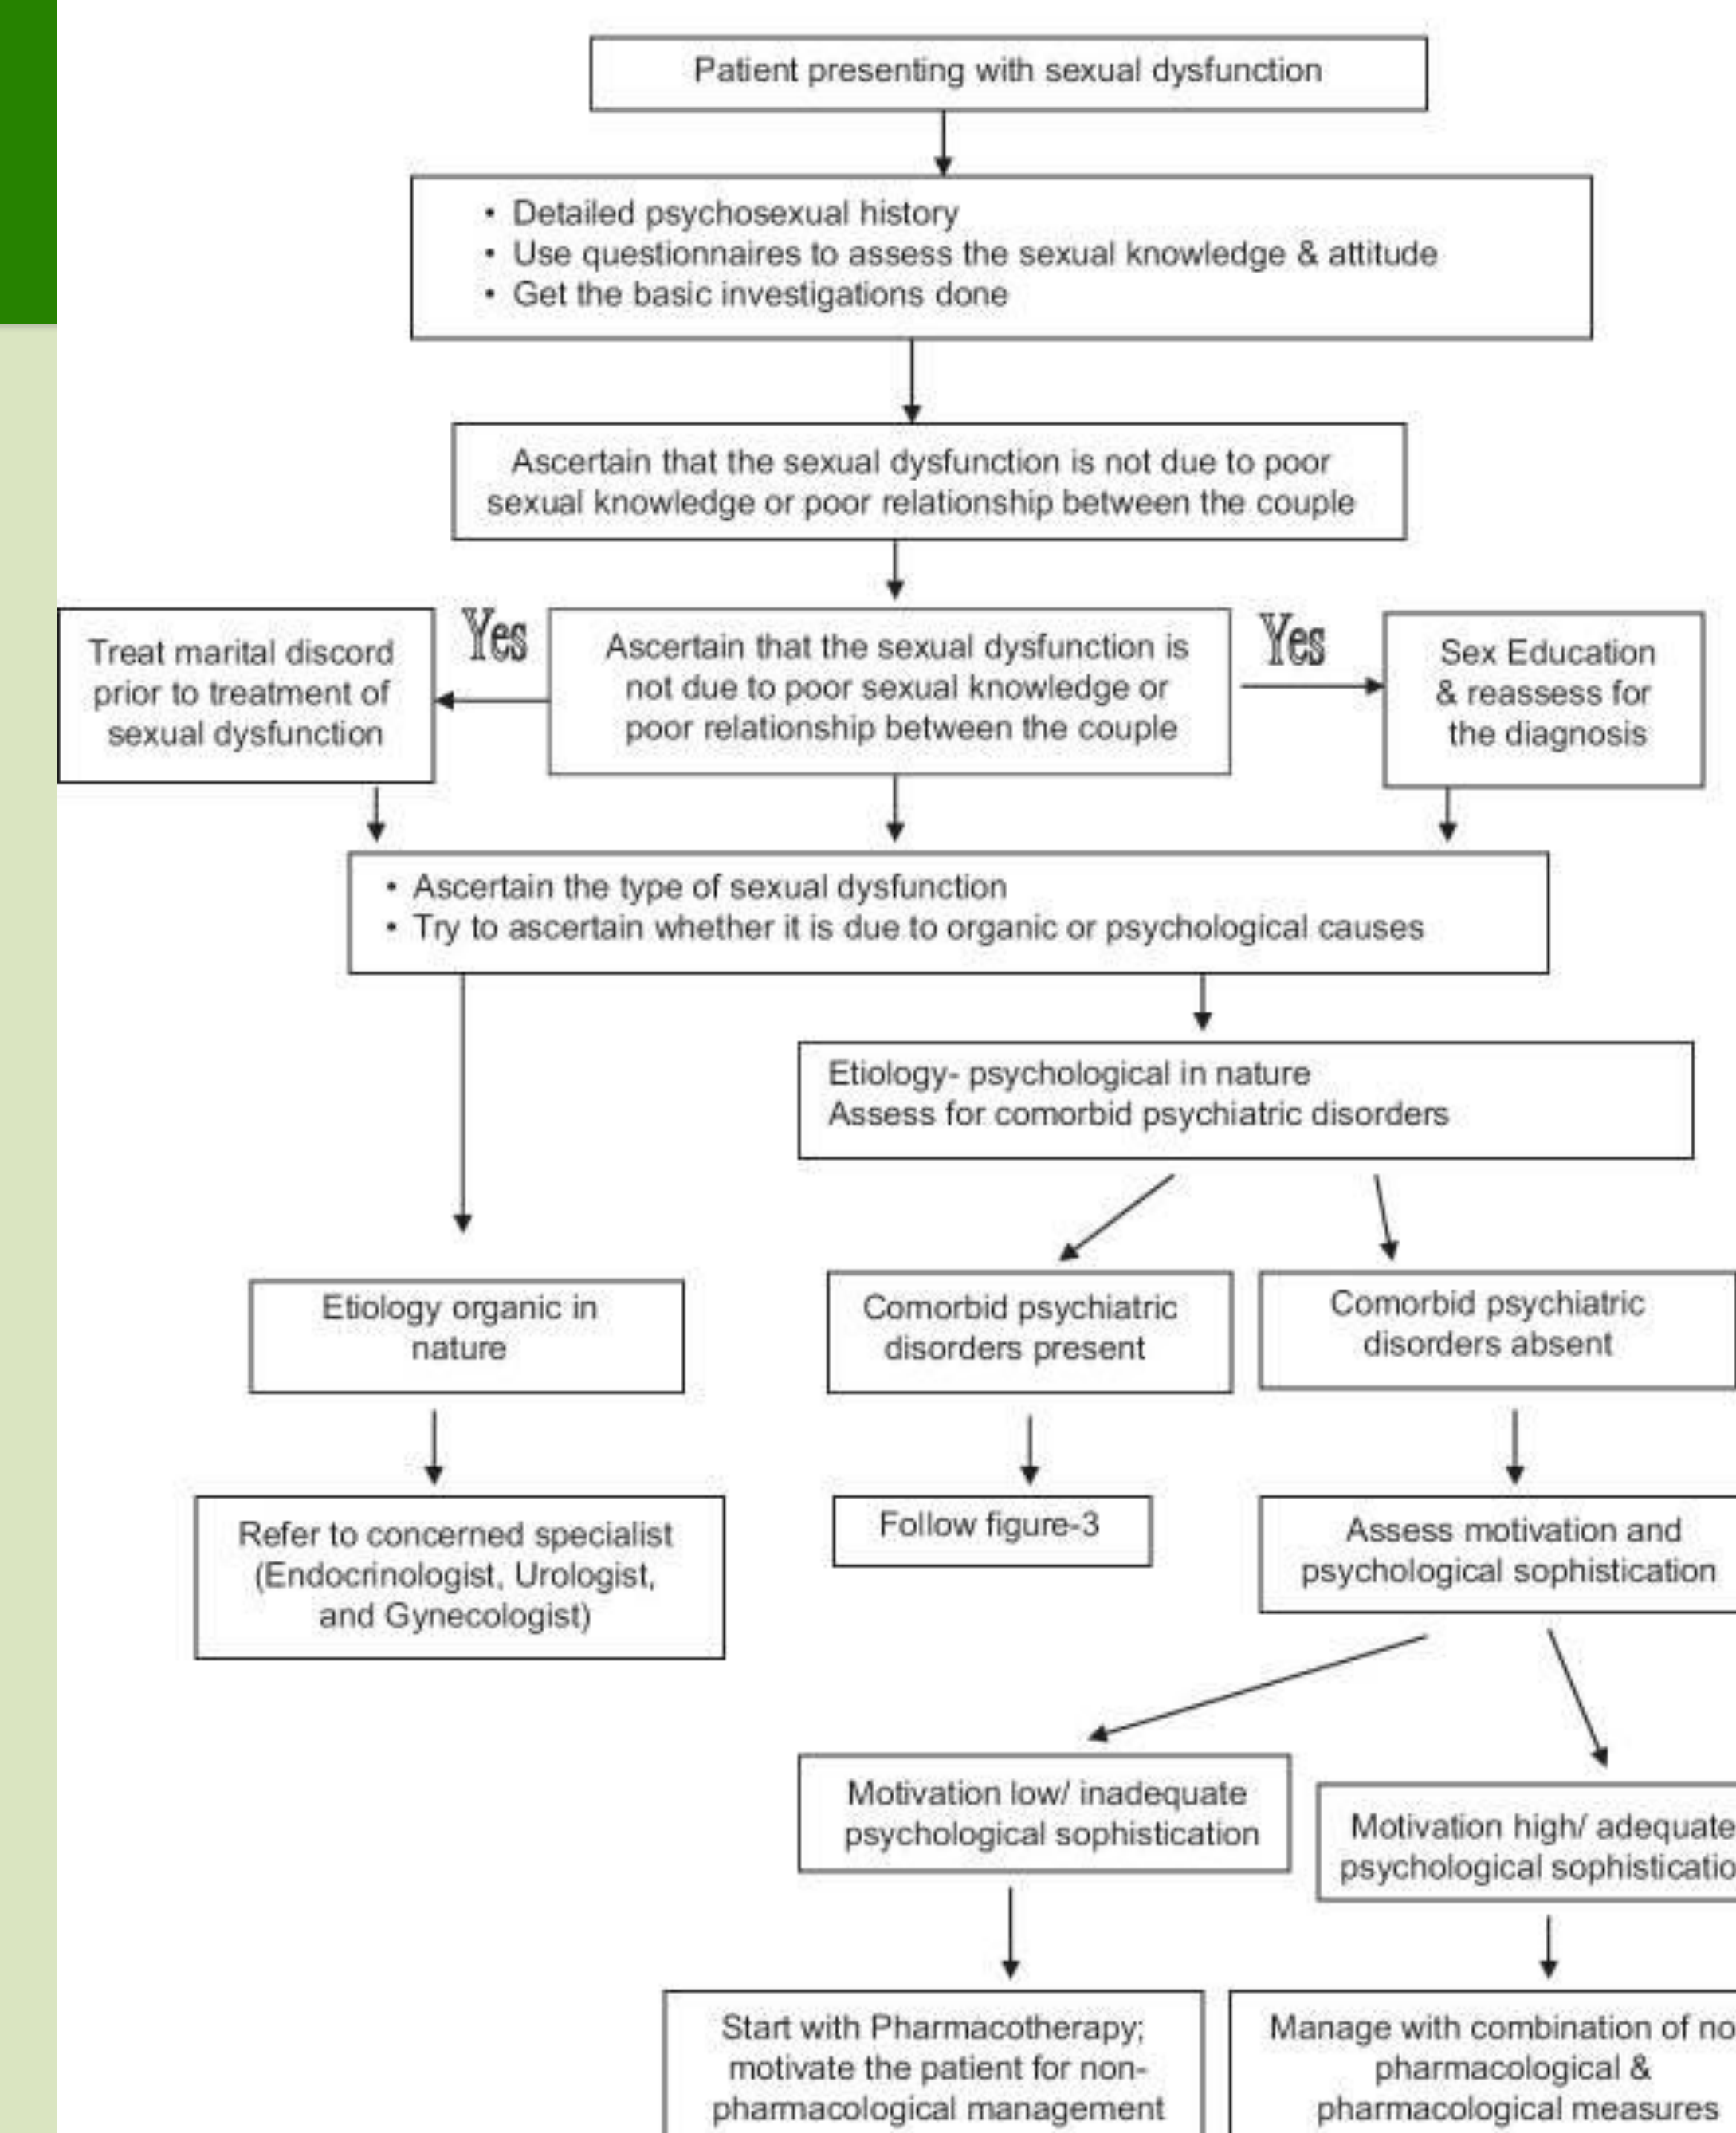 Patient presenting with sexual dysfunction
• Detailed psychosexual history
• Use questionnaires to assess the sexual knowledge & attitude
• Get the basic investigations done
Ascertain that the sexual dysfunction is not due to poor
sexual knowledge or poor relationship between the couple
Treat marital discord
prior to treatment of
sexual dysfunction
Yes
Ascertain that the sexual dysfunction is
not due to poor sexual knowledge or
poor relationship between the couple
Yes
Sex Education
& reassess for
the diagnosis
• Ascertain the type of sexual dysfunction
• Try to ascertain whether it is due to organic or psychological causes
Etiology- psychological in nature
Assess for comorbid psychiatric disorders
Etiology organic in
nature
Comorbid psychiatric
disorders present
Comorbid psychiatric
disorders absent
Refer to concerned specialist
(Endocrinologist, Urologist,
and Gynecologist)
Follow figure-3
Assess motivation and
psychological sophistication
Motivation low/ inadequate
psychological sophistication
Motivation high/ adequate
psychological sophisticatio
Start with Pharmacotherapy;
motivate the patient for non-
pharmacological management
Manage with combination of no
pharmacological &
pharmacological measures